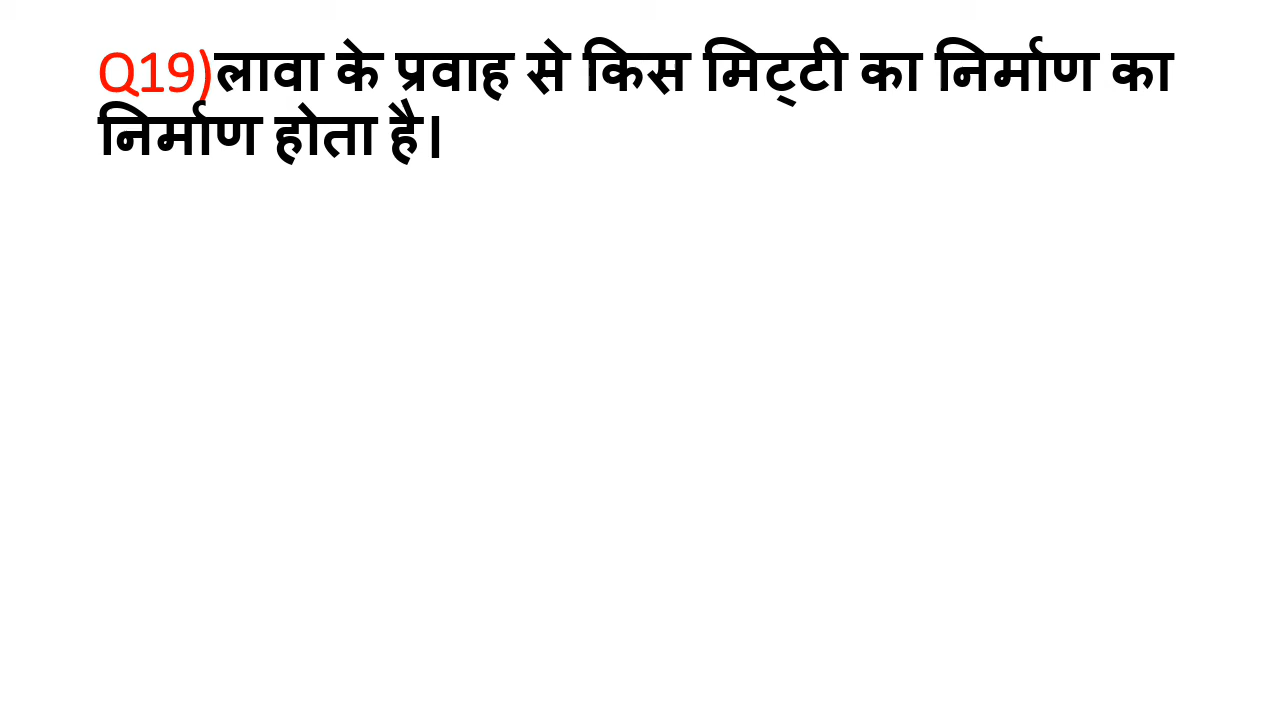 Q19)लावा के प्रवाह से किस मिट्टी का निर्माण का
निर्माण होता है।